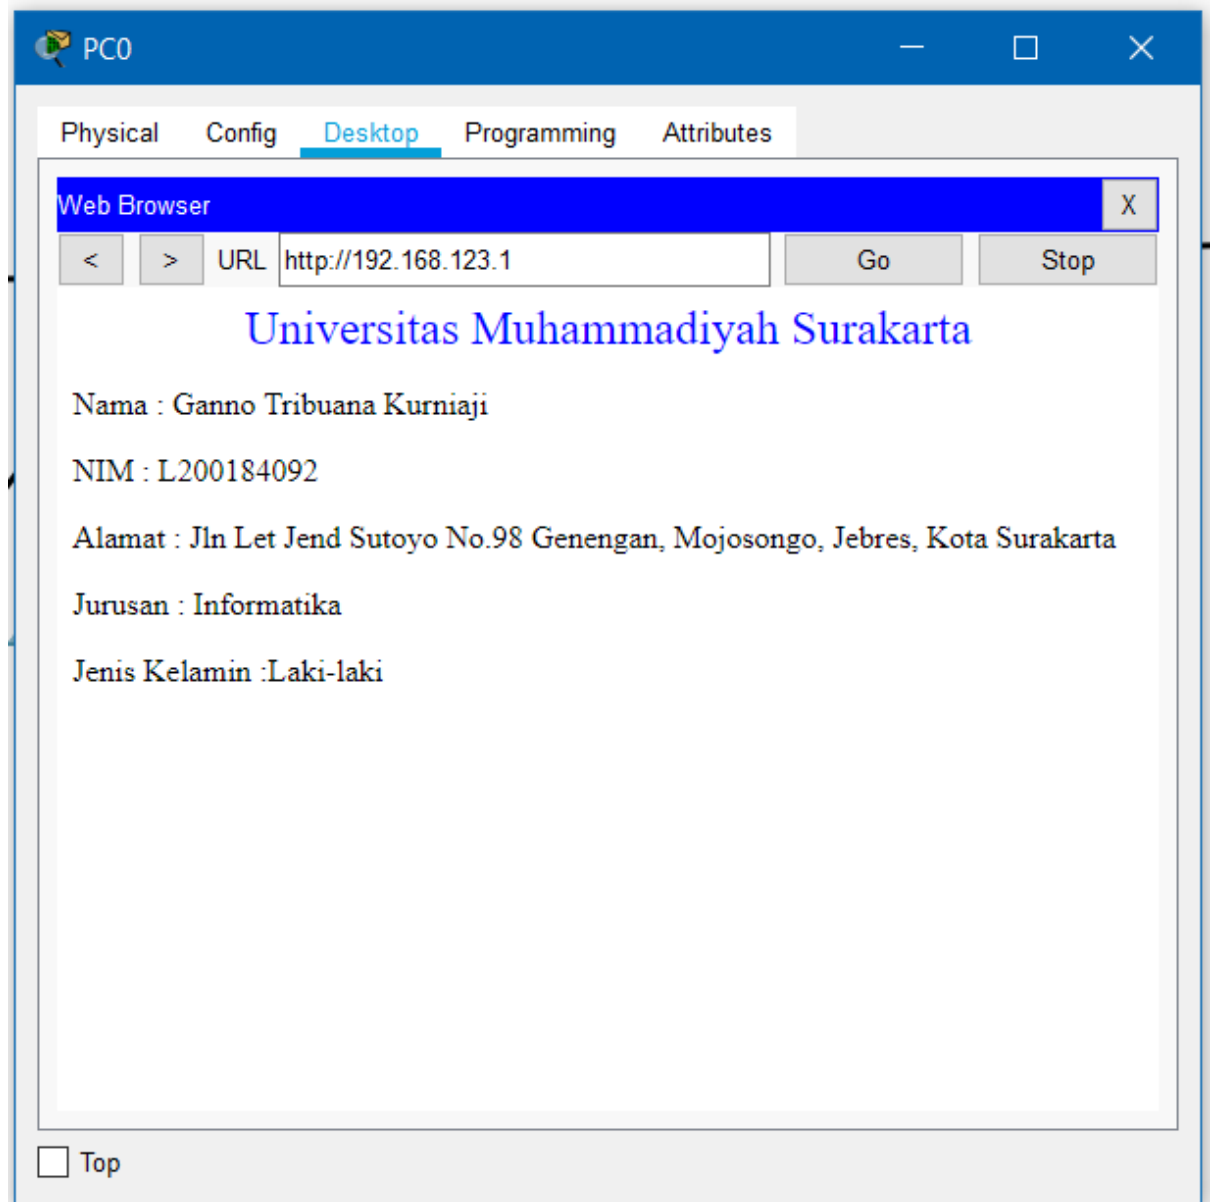 PC0
Physical Config Desktop Programming Attributes
Web Browser X
< > URL http://192.168.123.1 Go Stop
Universitas Muhammadiyah Surakarta
Nama : Ganno Tribuana Kurniaji
NIM : L200184092
Alamat : Jln Let Jend Sutoyo No.98 Genengan, Mojosongo, Jebres, Kota Surakarta
Jurusan : Informatika
Jenis Kelamin :Laki-laki
Top